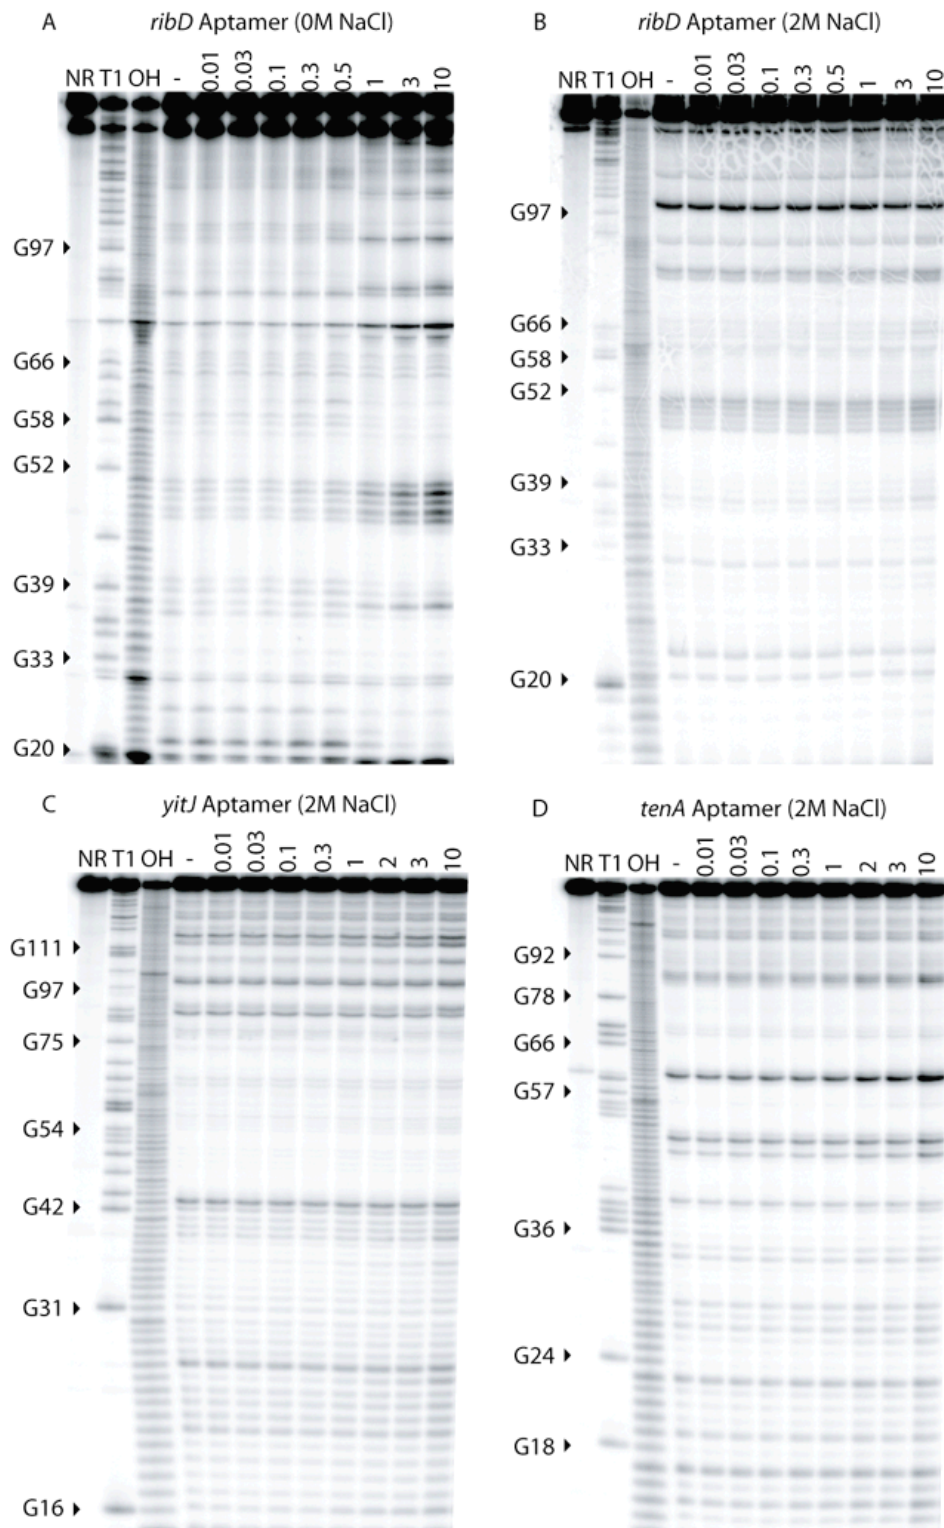 A ribD Aptamer (0M NaCl)
NR T1 OH - 0.01 0.03 0.1 0.3 0.5 1 3 10
G97
G66
G58
G52
G39
G33
G20
B ribD Aptamer (2M NaCl)
NR T1 OH - 0.01 0.03 0.1 0.3 0.5 1 3 10
G97
G66
G58
G52
G39
G33
G20
C yitJ Aptamer (2M NaCl)
NR T1 OH - 0.01 0.03 0.1 0.3 1 2 3 10
G111
G97
G75
G54
G42
G31
G16
D tenA Aptamer (2M NaCl)
NR T1 OH - 0.01 0.03 0.1 0.3 1 2 3 10
G92
G78
G66
G57
G36
G24
G18